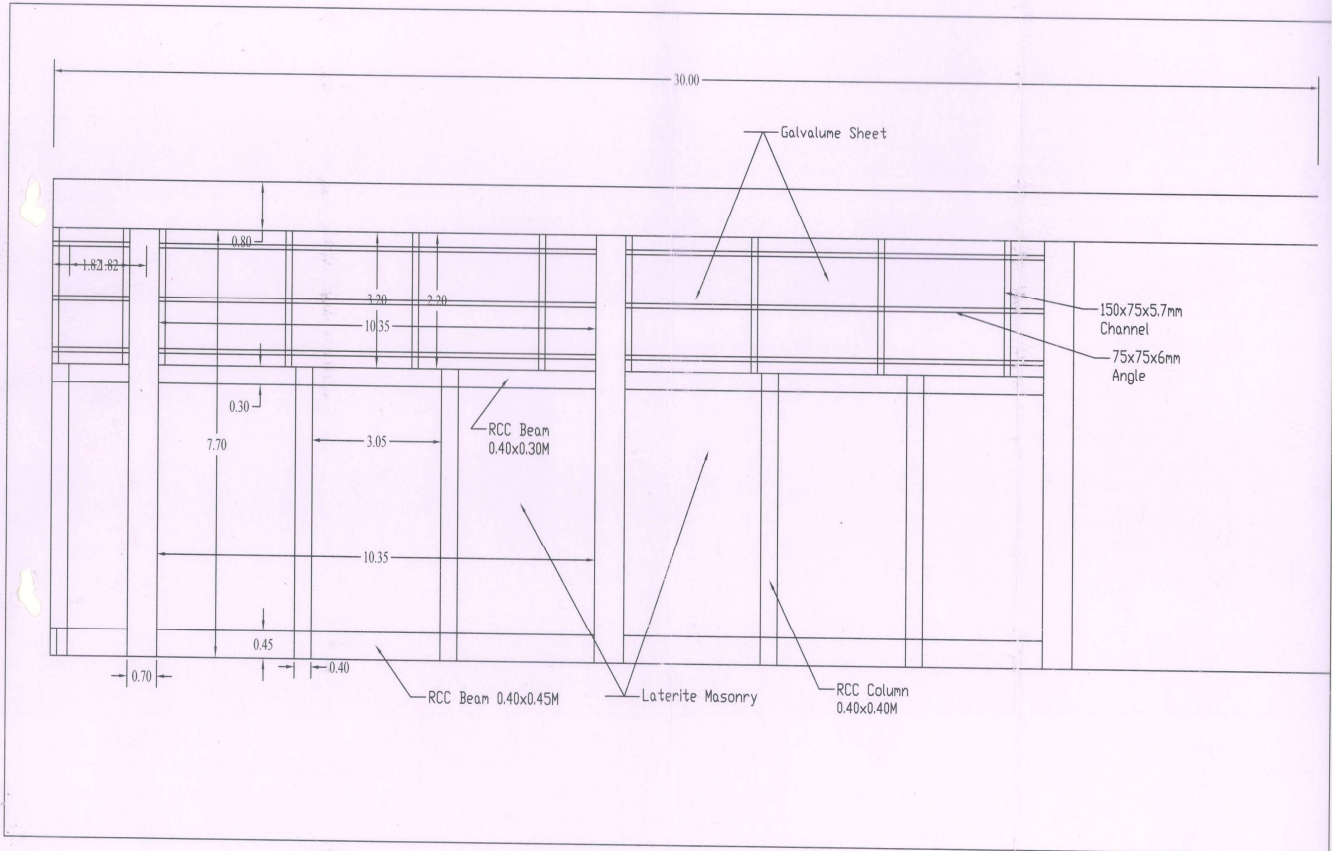 30.00
Galvalume Sheet
0.80
1.82
1.82
3.20
2.20
10.35
150x75x5.7mm
Channel
75x75x6mm
Angle
0.30
7.70
3.05
RCC Beam
0.40x0.30M
10.35
0.45
0.70
0.40
RCC Beam 0.40x0.45M
Laterite Masonry
RCC Column
0.40x0.40M